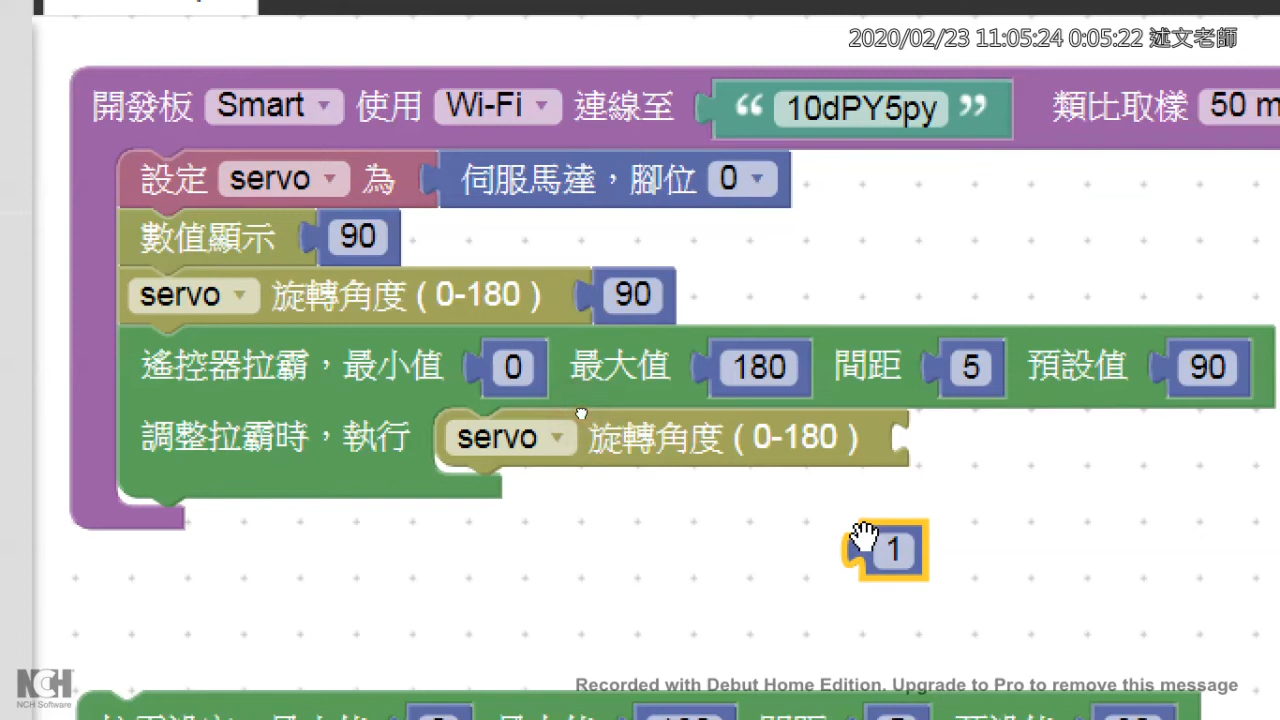 2020/02/23 11:05:24 0:05:22 述文老師
開發板 Smart 使用 Wi-Fi 連線至 “ 10dPY5py ” 類比取樣 50 m
設定 servo 為 伺服馬達，腳位 0
數值顯示 90
servo 旋轉角度 ( 0-180 ) 90
遙控器拉霸，最小值 0 最大值 180 間距 5 預設值 90
調整拉霸時，執行 servo 旋轉角度 ( 0-180 )
1
NCH
NCH Software
Recorded with Debut Home Edition. Upgrade to Pro to remove this message